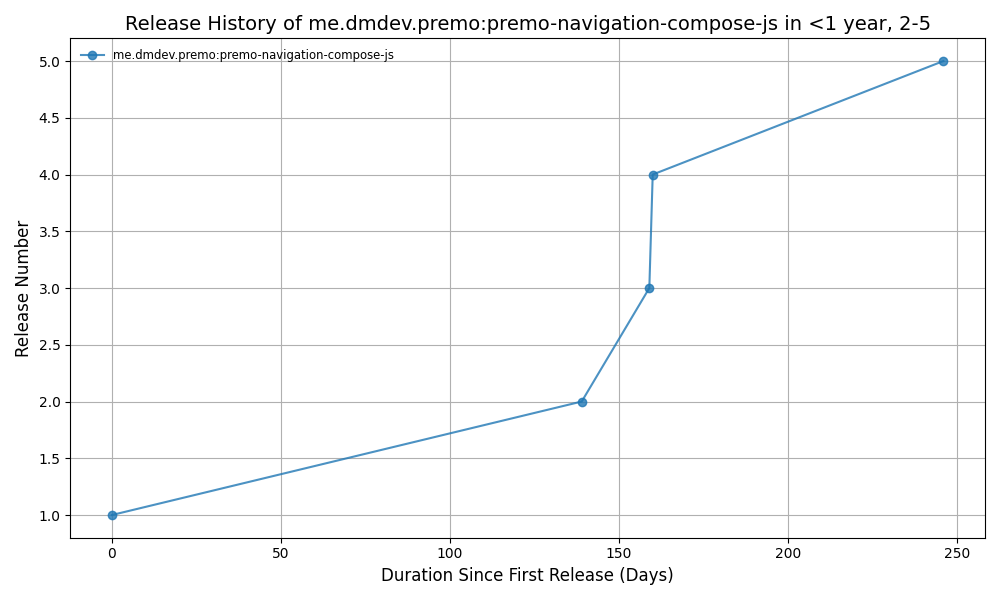 Release History of me.dmdev.premo:premo-navigation-compose-js in <1 year, 2-5
me.dmdev.premo:premo-navigation-compose-js
5.0
4.5
4.0
3.5
3.0
2.5
2.0
1.5
1.0
Release Number
0 50 100 150 200 250
Duration Since First Release (Days)